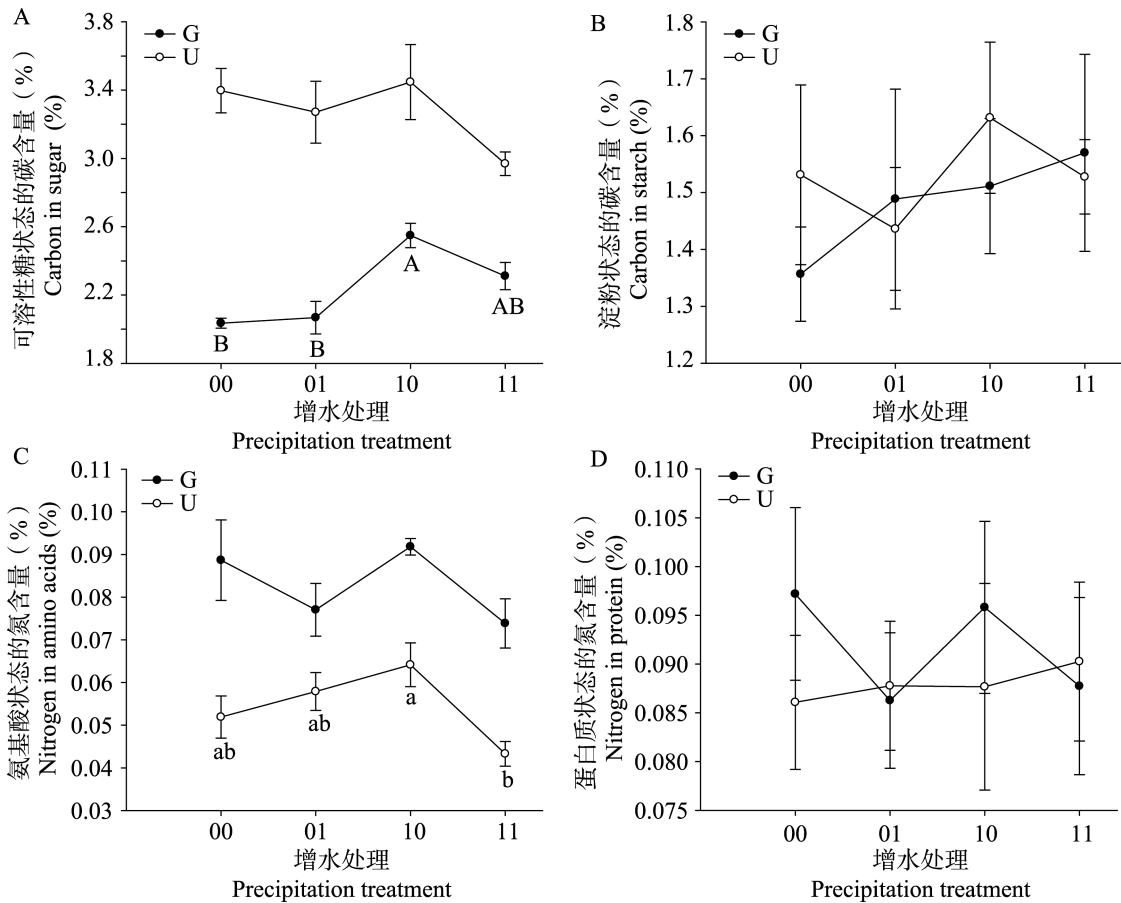 A
可溶性糖状态的碳含量（%）
Carbon in sugar (%)
3.8
3.4
3.0
2.6
2.2
1.8
G
U
B
B
A
AB
00
01
10
11
增水处理
Precipitation treatment
B
淀粉状态的碳含量（%）
Carbon in starch (%)
1.8
1.7
1.6
1.5
1.4
1.3
1.2
G
U
00
01
10
11
增水处理
Precipitation treatment
C
氨基酸状态的氮含量（%）
Nitrogen in amino acids (%)
0.11
0.10
0.09
0.08
0.07
0.06
0.05
0.04
0.03
G
U
ab
ab
a
b
00
01
10
11
增水处理
Precipitation treatment
D
蛋白质状态的氮含量（%）
Nitrogen in protein (%)
0.110
0.105
0.100
0.095
0.090
0.085
0.080
0.075
G
U
00
01
10
11
增水处理
Precipitation treatment